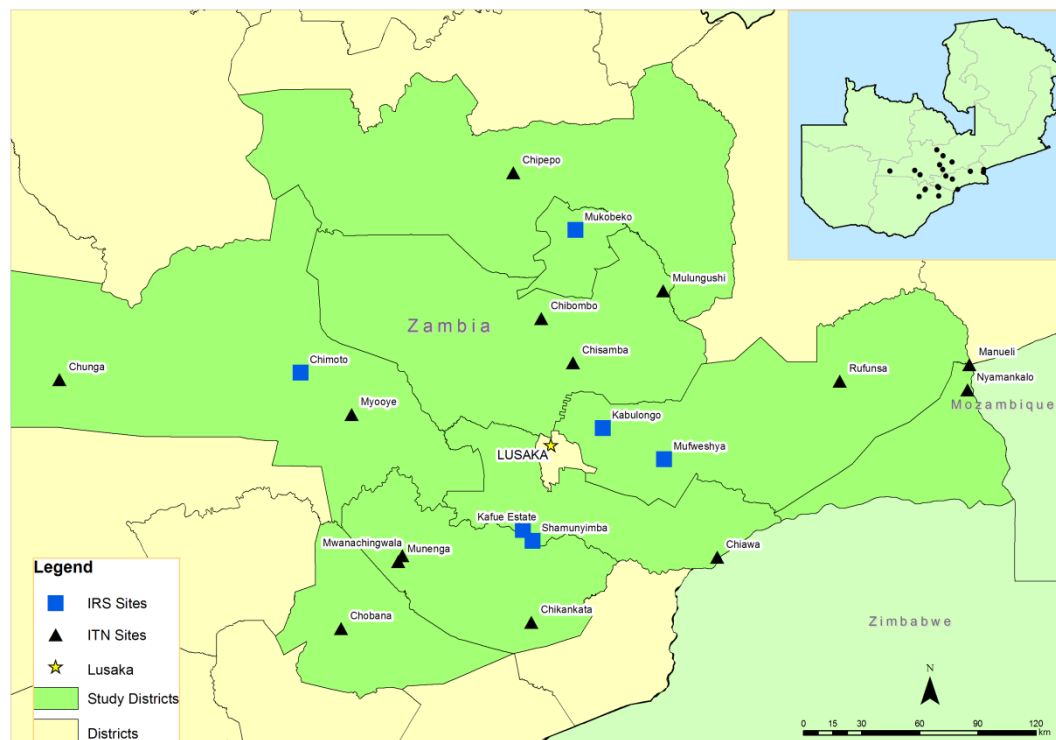 Chipepo
Mukobeko
Mulungushi
Chibombo
Zambia
Chisamba
Manueli
Chunga
Chimoto
Rufunsa
Nyamankalo
Mozambique
Myooye
Kabulongo
LUSAKA
Mufweshya
Kafue Estate
Shamunyimba
Mwanachingwala
Munenga
Chiawa
Chobana
Chikankata
Zimbabwe
Legend
IRS Sites
ITN Sites
Lusaka
Study Districts
Districts
N
0 15 30 60 90 120
km